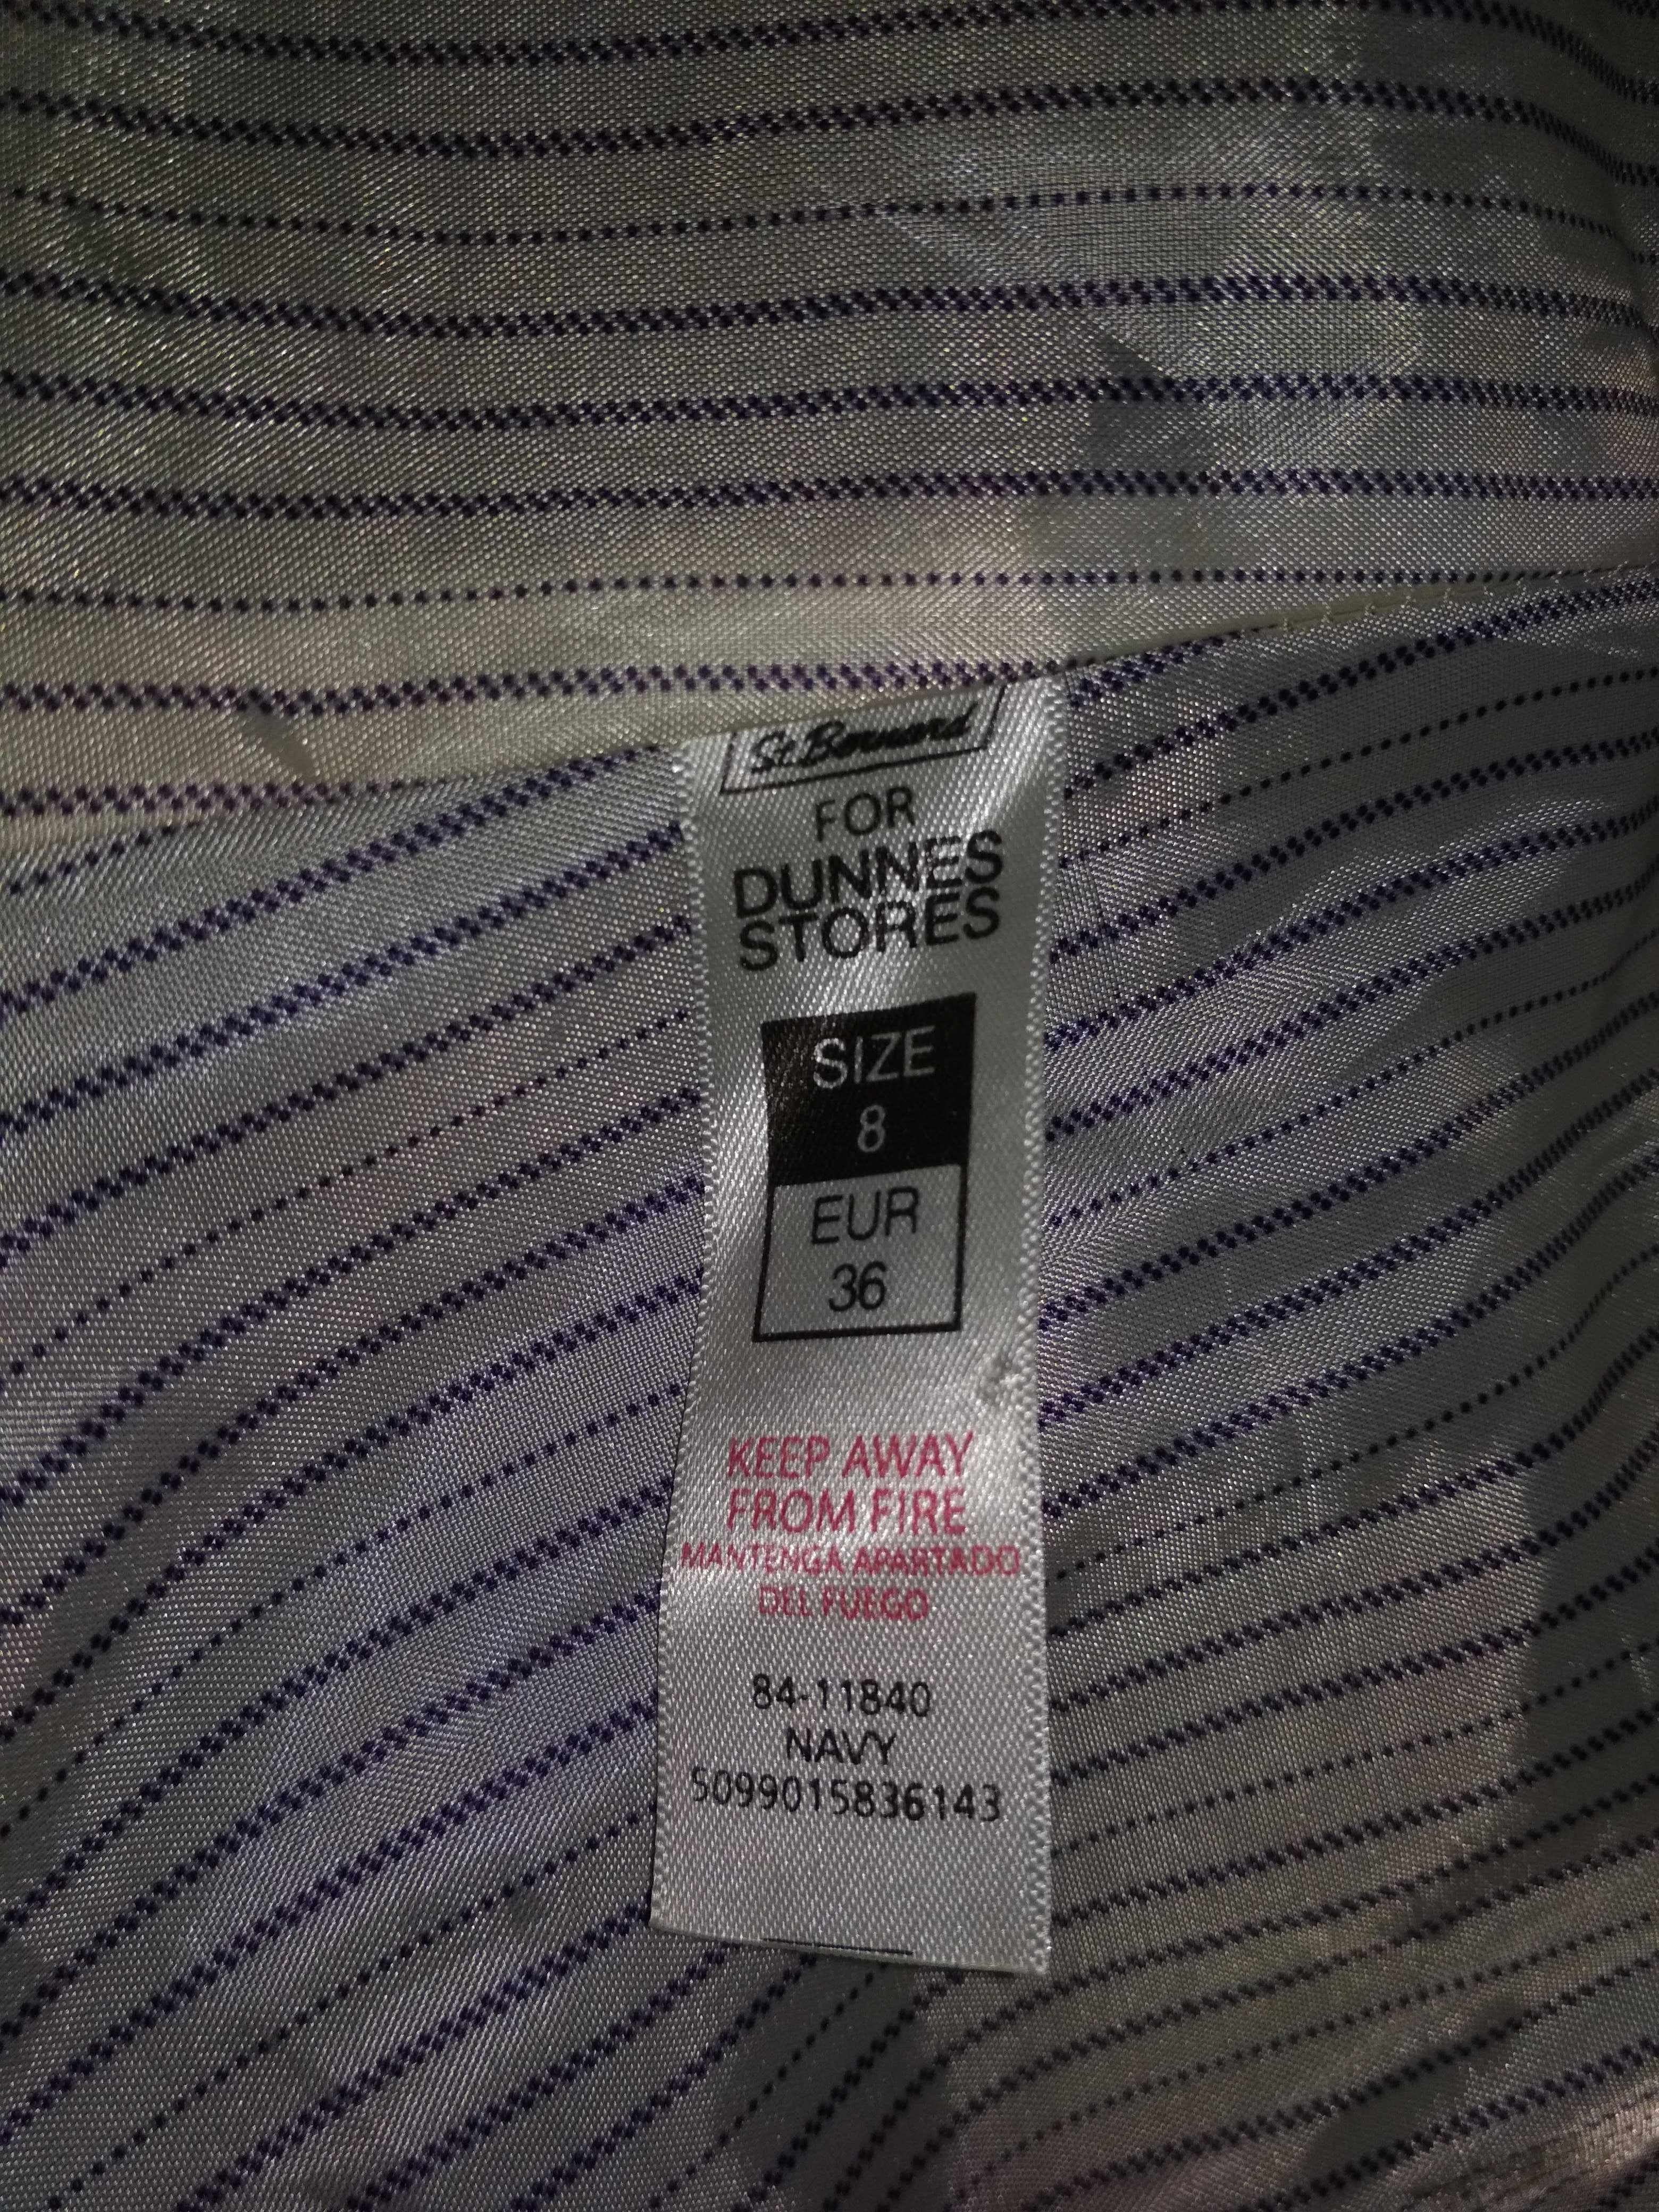 St. Bernard
FOR
DUNNES
STORES
SIZE
8
EUR
36
KEEP AWAY
FROM FIRE
MANTENGA APARTADO
DEL FUEGO
84-11840
NAVY
5099015836143